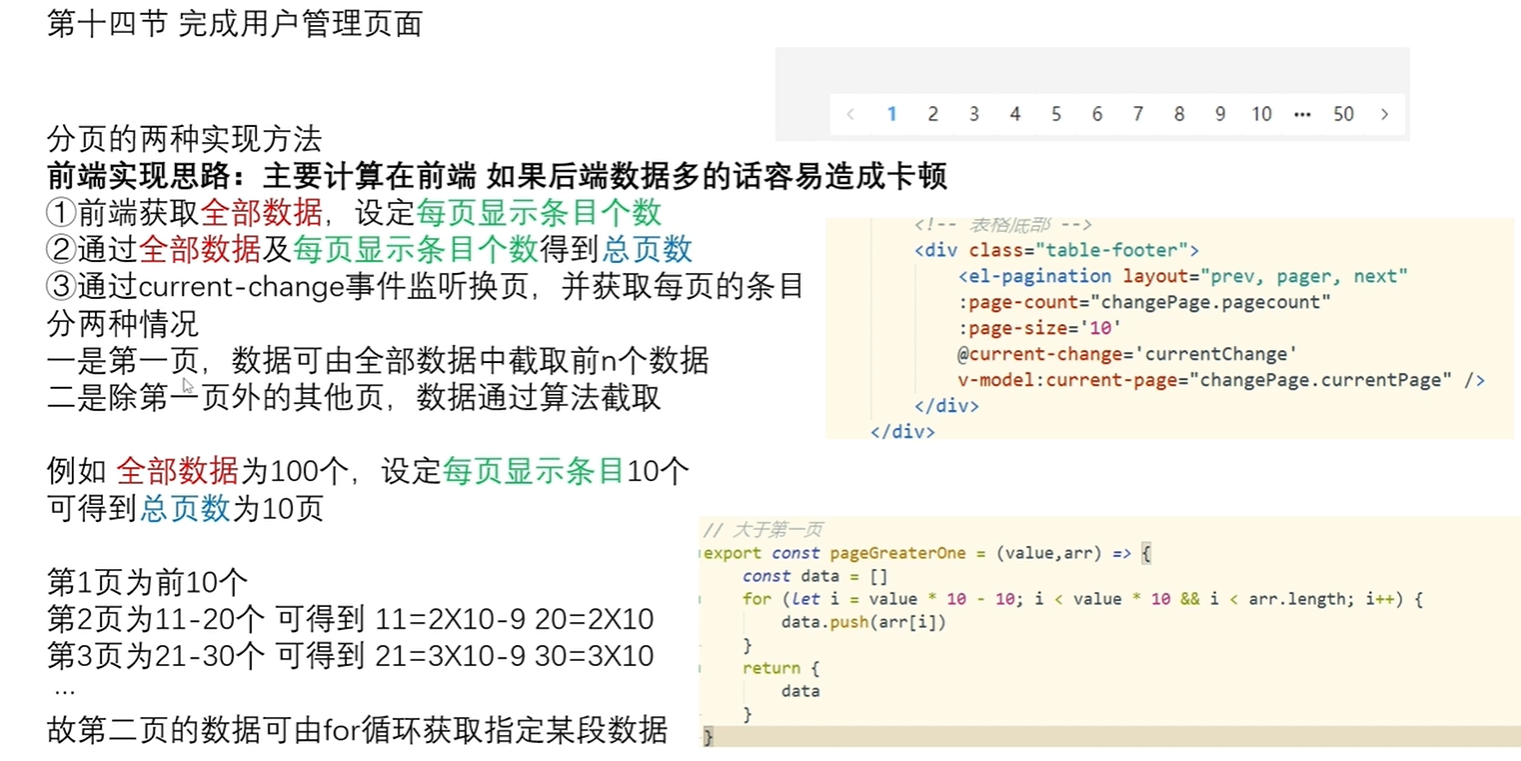 第十四节 完成用户管理页面
< 1 2 3 4 5 6 7 8 9 10 ••• 50 >
分页的两种实现方法
前端实现思路：主要计算在前端 如果后端数据多的话容易造成卡顿
①前端获取全部数据，设定每页显示条目个数
②通过全部数据及每页显示条目个数得到总页数
③通过current-change事件监听换页，并获取每页的条目
分两种情况
一是第一页，数据可由全部数据中截取前n个数据
二是除第一页外的其他页，数据通过算法截取
例如 全部数据为100个，设定每页显示条目10个
可得到总页数为10页
第1页为前10个
第2页为11-20个 可得到 11=2X10-9 20=2X10
第3页为21-30个 可得到 21=3X10-9 30=3X10
...
故第二页的数据可由for循环获取指定某段数据
<!-- 表格底部 -->
<div class="table-footer">
<el-pagination layout="prev, pager, next"
:page-count="changePage.pagecount"
:page-size='10'
@current-change='currentChange'
v-model:current-page="changePage.currentPage" />
</div>
</div>
// 大于第一页
export const pageGreaterOne = (value,arr) => {
const data = []
for (let i = value * 10 - 10; i < value * 10 && i < arr.length; i++) {
data.push(arr[i])
}
return {
data
}
}